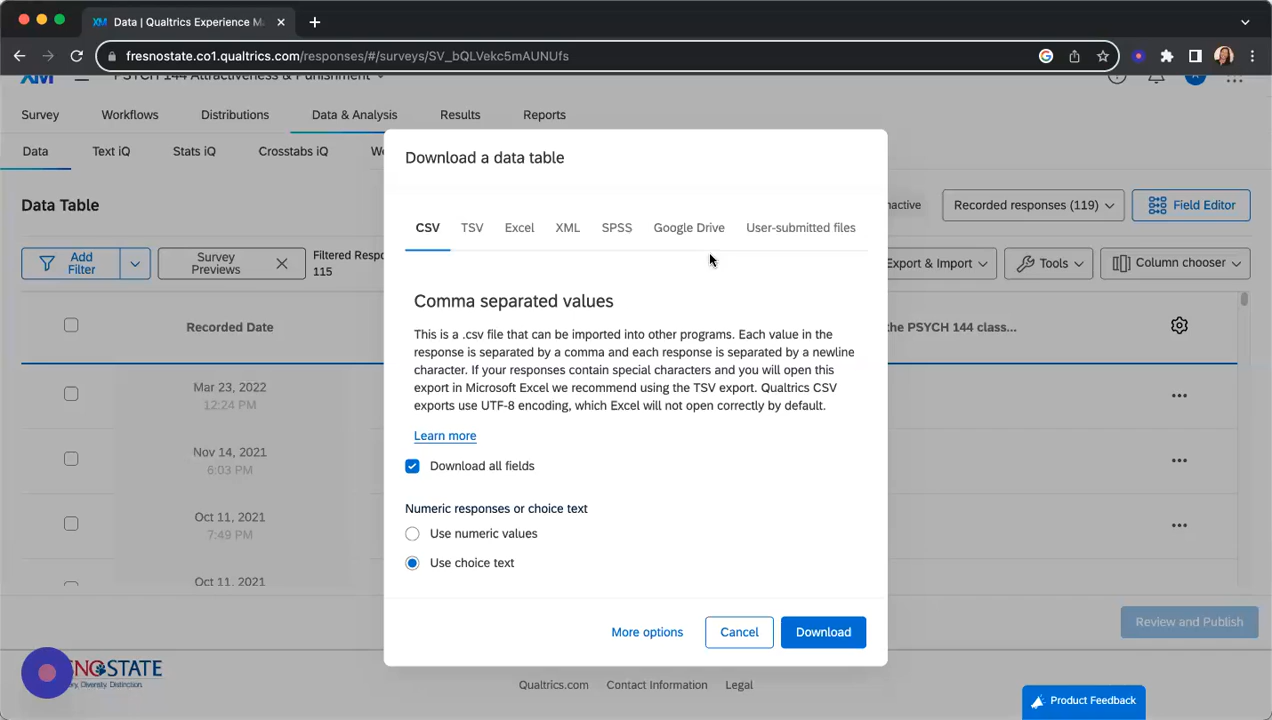 Data | Qualtrics Experience M
fresnostate.co1.qualtrics.com/responses/#/surveys/SV_bQLVekc5mAUNUfs
XM
PSYCH 144 Attractiveness & Punishment
Survey
Workflows
Distributions
Data & Analysis
Results
Reports
Data
Text iQ
Stats iQ
Crosstabs iQ
We
Data Table
active
Recorded responses (119)
Field Editor
Add
Filter
Survey
Previews
Filtered Respo
115
Export & Import
Tools
Column chooser
Recorded Date
he PSYCH 144 class...
Mar 23, 2022
12:24 PM
Nov 14, 2021
6:03 PM
Oct 11, 2021
7:49 PM
Oct 11, 2021
Download a data table
CSV
TSV
Excel
XML
SPSS
Google Drive
User-submitted files
Comma separated values
This is a .csv file that can be imported into other programs. Each value in the
response is separated by a comma and each response is separated by a newline
character. If your responses contain special characters and you will open this
export in Microsoft Excel we recommend using the TSV export. Qualtrics CSV
exports use UTF-8 encoding, which Excel will not open correctly by default.
Learn more
Download all fields
Numeric responses or choice text
Use numeric values
Use choice text
More options
Cancel
Download
Review and Publish
NOSTATE
Diversity. Distinction.
Qualtrics.com
Contact Information
Legal
Product Feedback